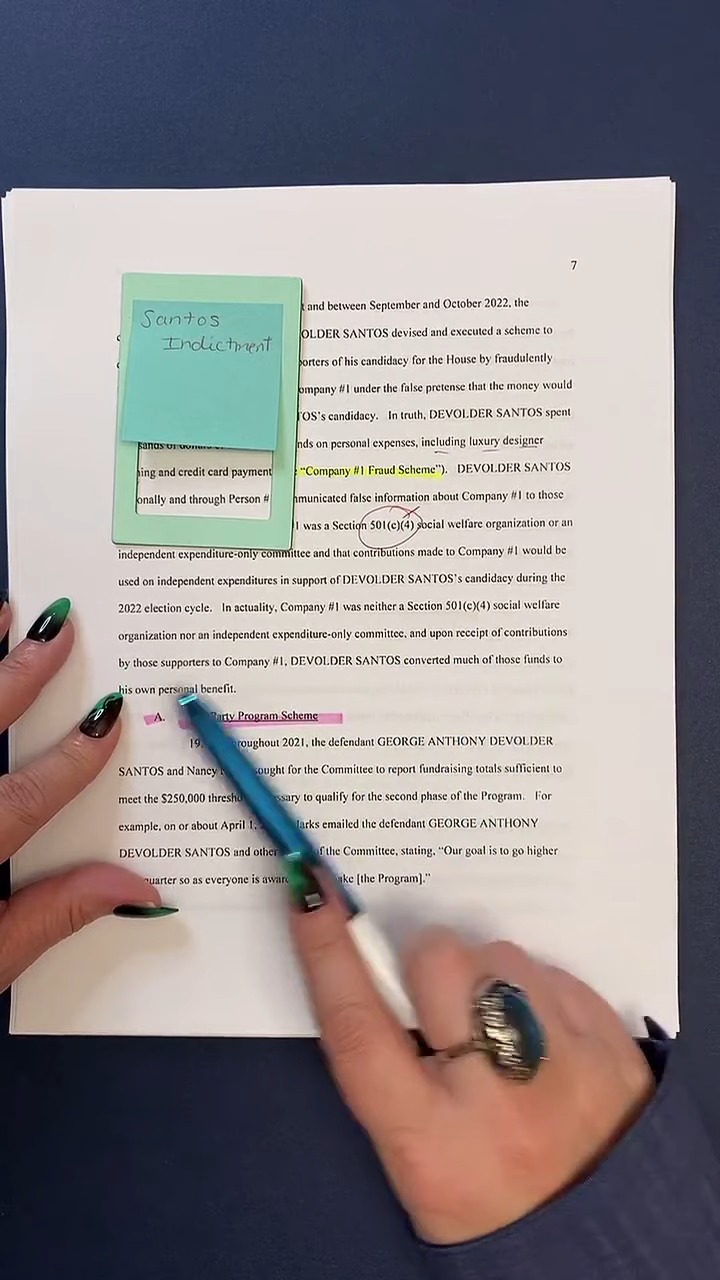 7
Santos
Indictment
and between September and October 2022, the
OLDER SANTOS devised and executed a scheme to
of his candidacy for the House by fraudulently
#1 under the false pretense that the money would
candidacy. In truth, DEVOLDER SANTOS spent
on personal expenses, including luxury designer
and credit card payment “Company #1 Fraud Scheme”). DEVOLDER SANTOS
and through Person # false information about Company #1 to those
1 was a Section 501(c)(4) social welfare organization or an
independent expenditure-only committee and that contributions made to Company #1 would be
used on independent expenditures in support of DEVOLDER SANTOS’s candidacy during the
2022 election cycle. In actuality, Company #1 was neither a Section 501(c)(4) social welfare
organization nor an independent expenditure-only committee, and upon receipt of contributions
by those supporters to Company #1, DEVOLDER SANTOS converted much of those funds to
his own personal benefit.
A. Party Program Scheme
19. roughout 2021, the defendant GEORGE ANTHONY DEVOLDER
SANTOS and Nancy ought for the Committee to report fundraising totals sufficient to
meet the $250,000 to qualify for the second phase of the Program. For
example, on or about April 1, arks emailed the defendant GEORGE ANTHONY
DEVOLDER SANTOS and other of the Committee, stating, “Our goal is to go higher
quarter so as everyone is ake [the Program].”